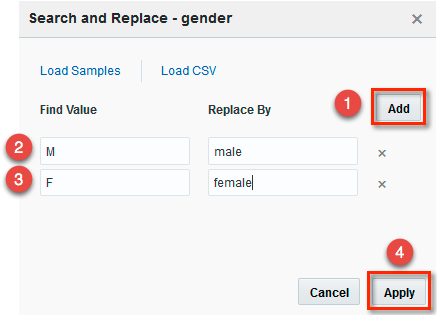 Search and Replace - gender ×
Load Samples Load CSV
Find Value Replace By 1 Add
2 M male ×
3 F female ×
4
Cancel Apply